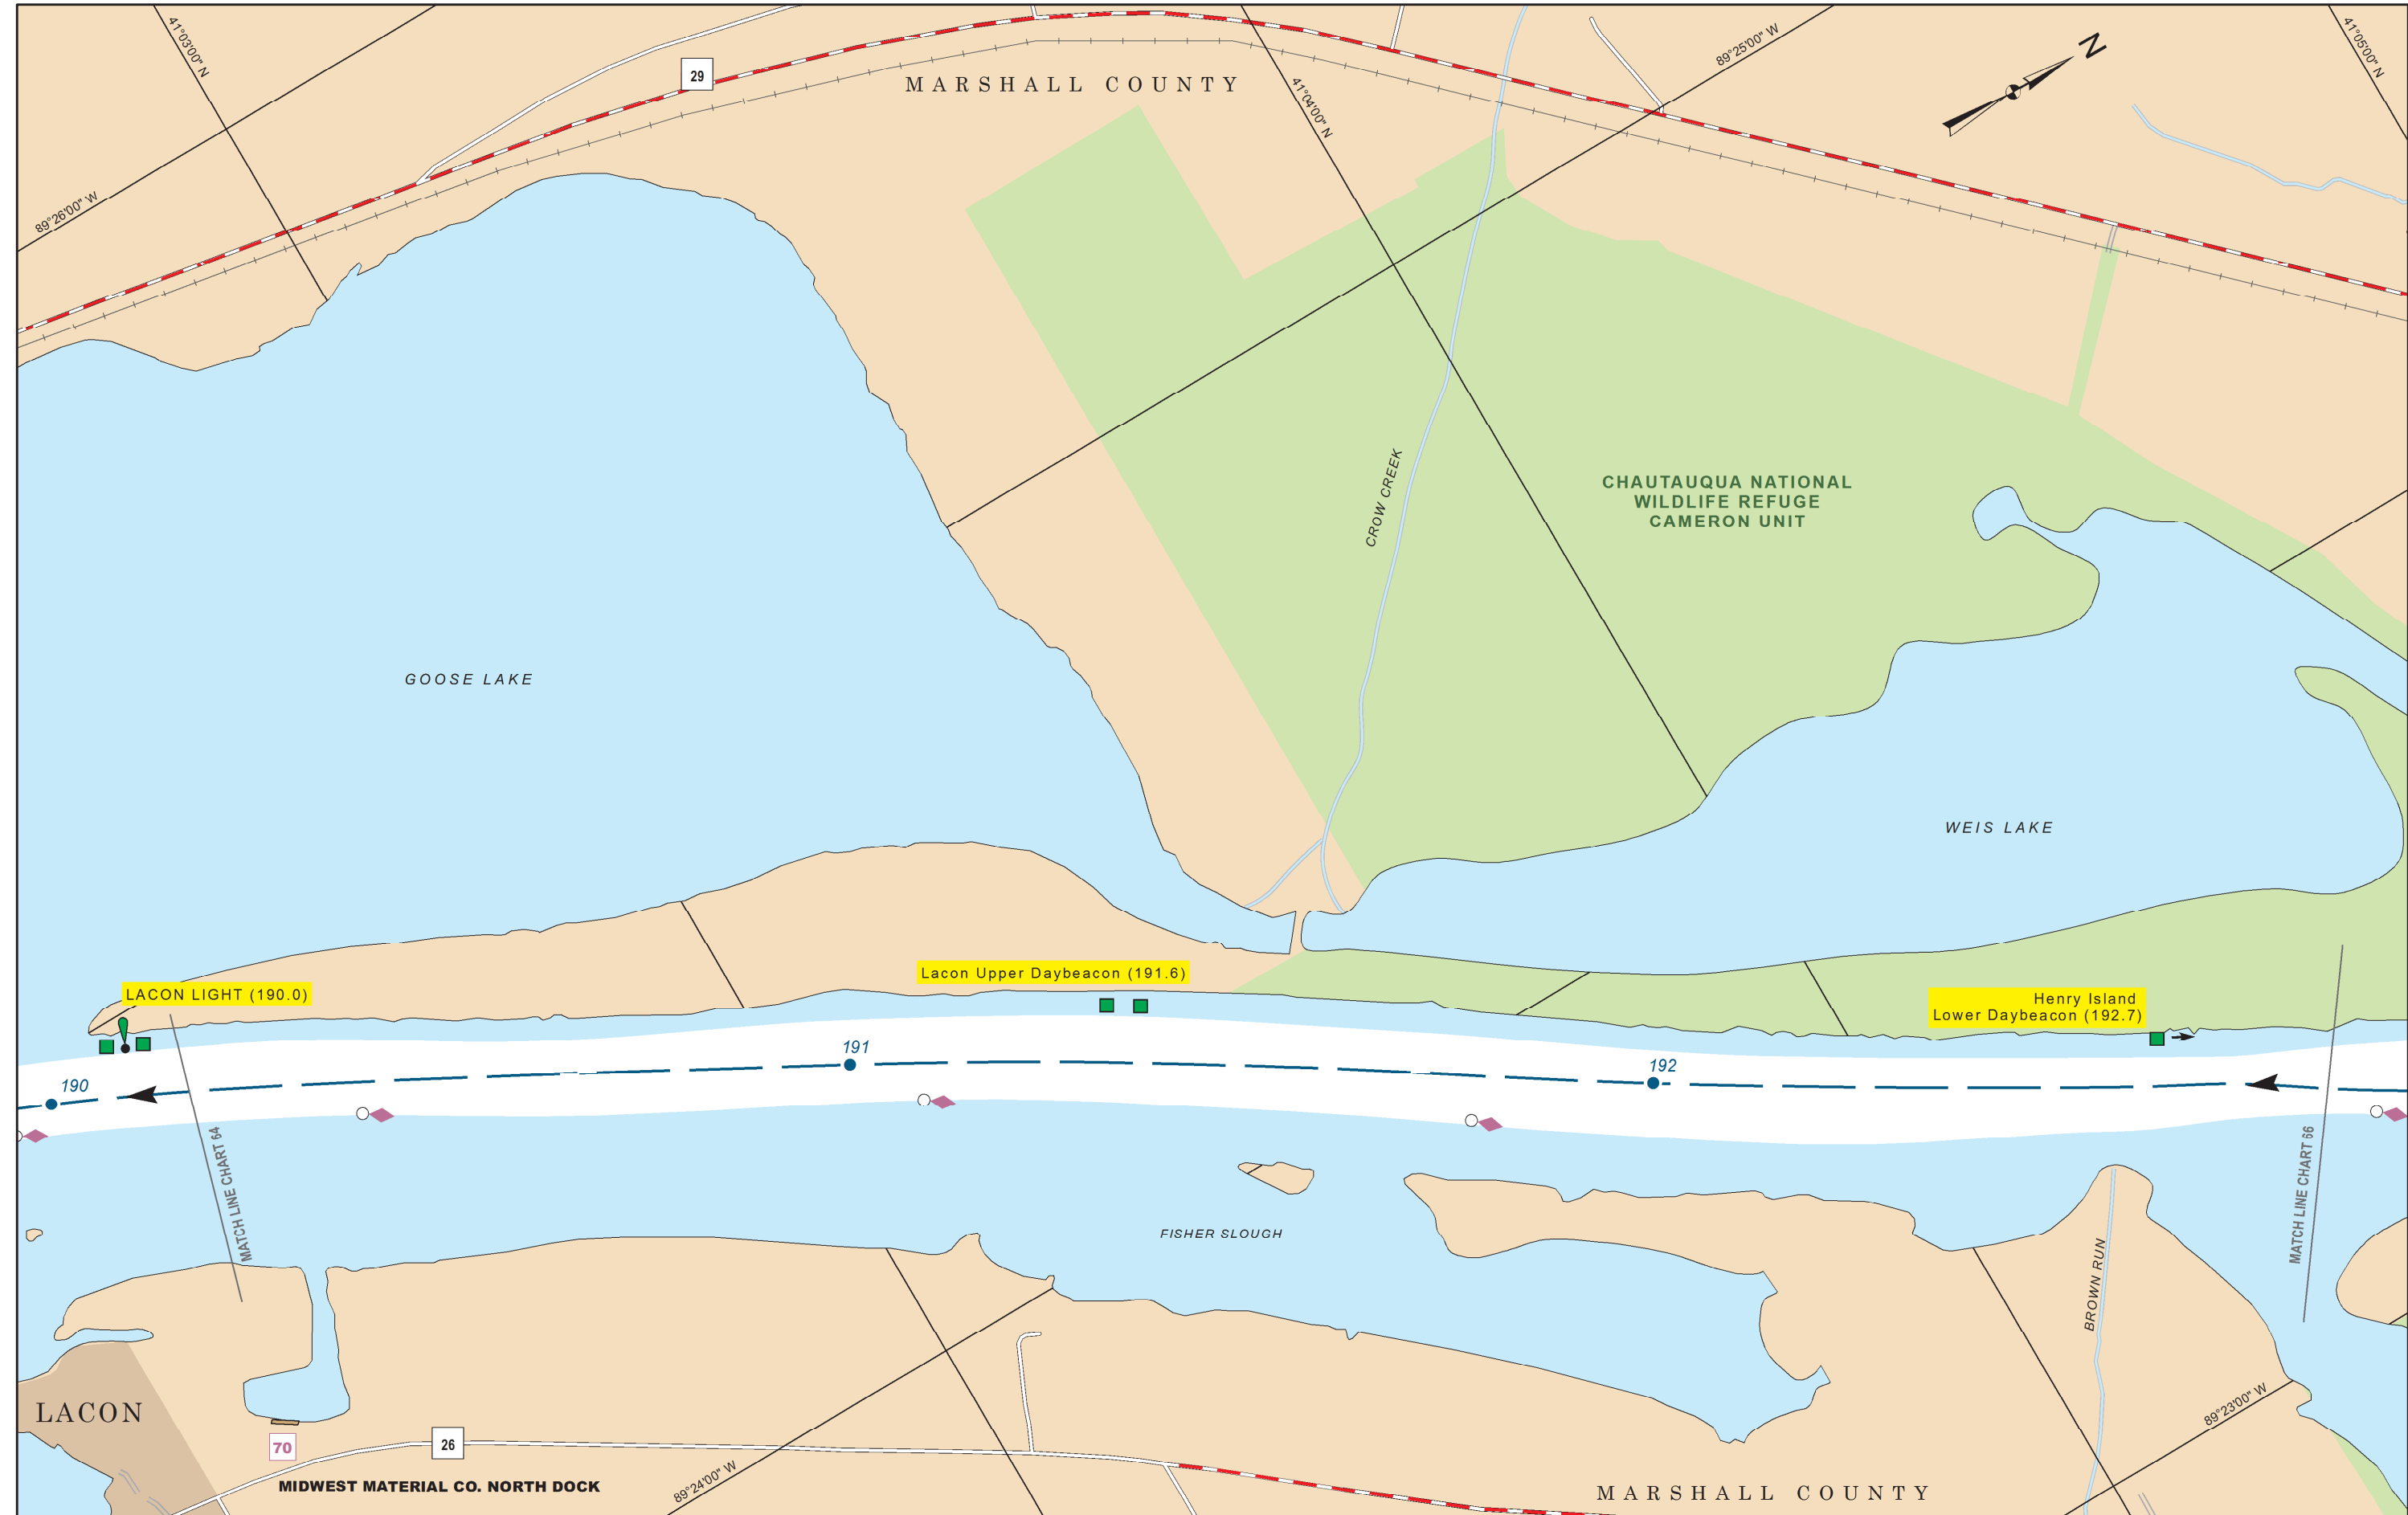 41°03'00" N
29
MARSHALL COUNTY
41°04'00" N
89°25'00" W
N
41°05'00" N
89°26'00" W
CROW CREEK
CHAUTAUQUA NATIONAL
WILDLIFE REFUGE
CAMERON UNIT
GOOSE LAKE
WEIS LAKE
LACON LIGHT (190.0)
Lacon Upper Daybeacon (191.6)
Henry Island
Lower Daybeacon (192.7)
190
191
192
MATCH LINE CHART 64
MATCH LINE CHART 66
FISHER SLOUGH
BROWN RUN
LACON
70
26
MIDWEST MATERIAL CO. NORTH DOCK
89°24'00" W
89°23'00" W
MARSHALL COUNTY